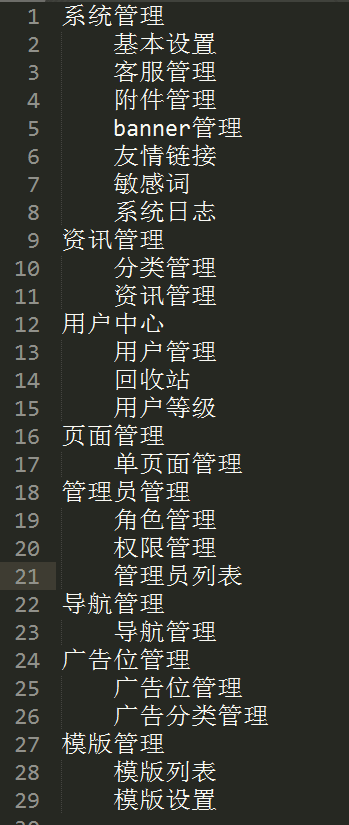 1 系统管理
2 基本设置
3 客服管理
4 附件管理
5 banner管理
6 友情链接
7 敏感词
8 系统日志
9 资讯管理
10 分类管理
11 资讯管理
12 用户中心
13 用户管理
14 回收站
15 用户等级
16 页面管理
17 单页面管理
18 管理员管理
19 角色管理
20 权限管理
21 管理员列表
22 导航管理
23 导航管理
24 广告位管理
25 广告位管理
26 广告分类管理
27 模版管理
28 模版列表
29 模版设置